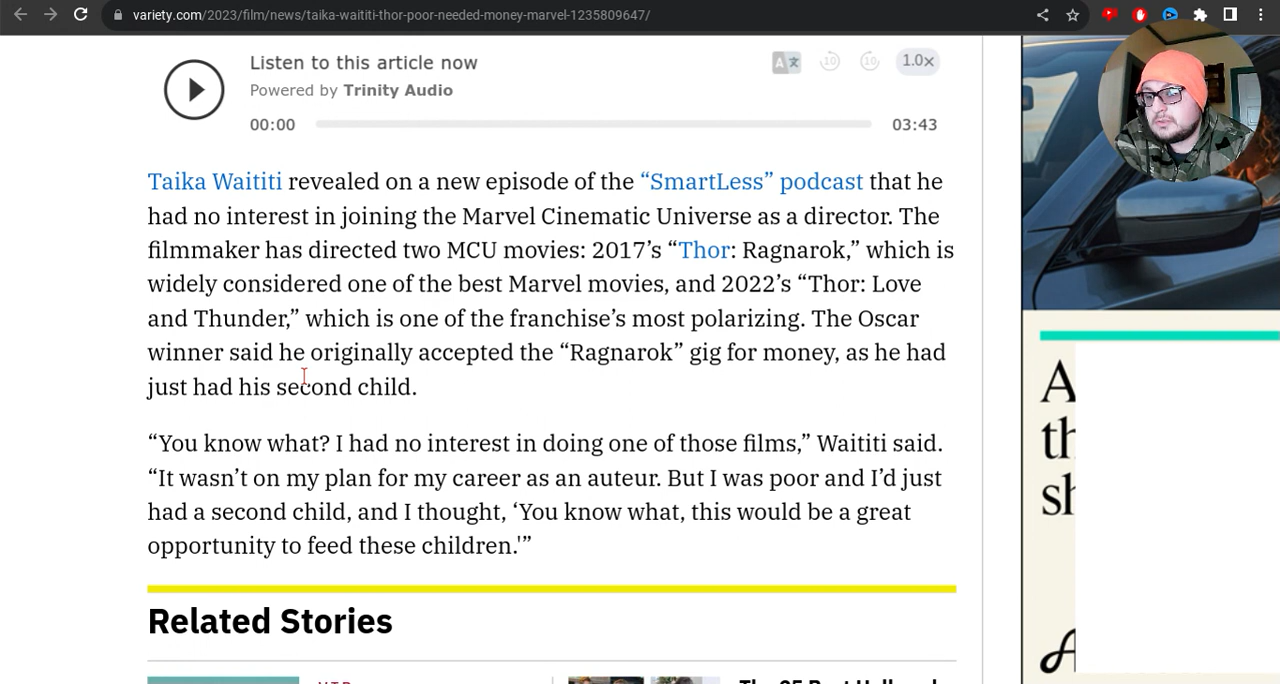 variety.com/2023/film/news/taika-waititi-thor-poor-needed-money-marvel-1235809647/
Listen to this article now
Powered by Trinity Audio
A
10
10
1.0×
00:00
03:43
Taika Waititi revealed on a new episode of the “SmartLess” podcast that he
had no interest in joining the Marvel Cinematic Universe as a director. The
filmmaker has directed two MCU movies: 2017’s “Thor: Ragnarok,” which is
widely considered one of the best Marvel movies, and 2022’s “Thor: Love
and Thunder,” which is one of the franchise’s most polarizing. The Oscar
winner said he originally accepted the “Ragnarok” gig for money, as he had
just had his second child.
“You know what? I had no interest in doing one of those films,” Waititi said.
“It wasn’t on my plan for my career as an auteur. But I was poor and I’d just
had a second child, and I thought, ‘You know what, this would be a great
opportunity to feed these children.'”
Related Stories
VIP
The 25 Best
A
th
sh
A